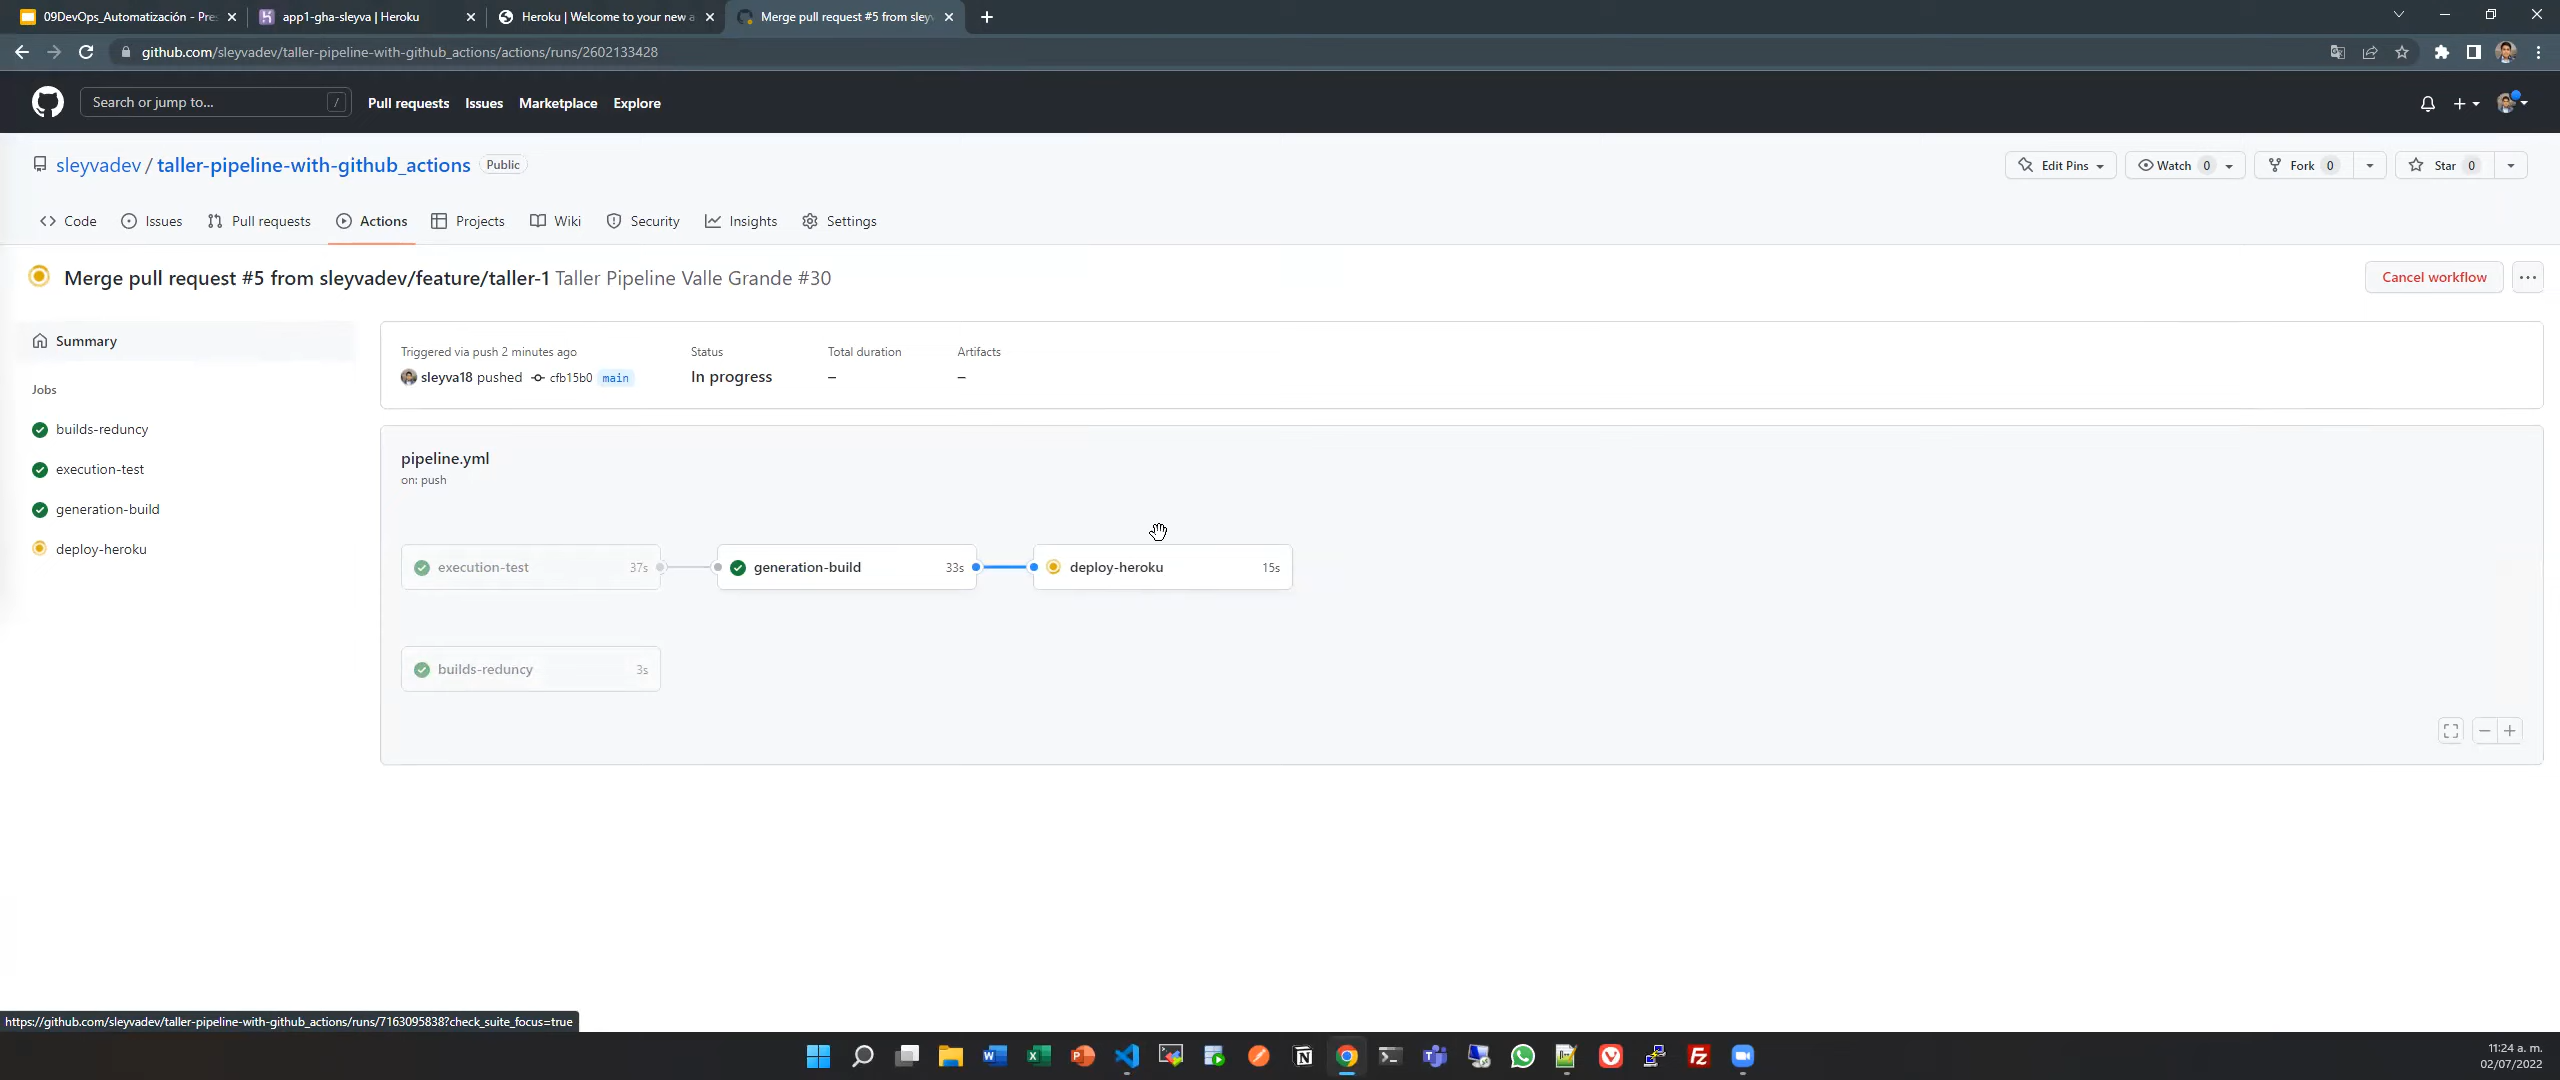 09DevOps_Automatización - Pre
app1-gha-sleyva | Heroku
Heroku | Welcome to your new a
Merge pull request #5 from sley
github.com/sleyvadev/taller-pipeline-with-github_actions/actions/runs/2602133428
Search or jump to... /
Pull requests Issues Marketplace Explore
sleyvadev / taller-pipeline-with-github_actions Public
Edit Pins Watch 0 Fork 0 Star 0
Code Issues Pull requests Actions Projects Wiki Security Insights Settings
Merge pull request #5 from sleyvadev/feature/taller-1 Taller Pipeline Valle Grande #30
Cancel workflow
Summary
Jobs
builds-reduncy
execution-test
generation-build
deploy-heroku
Triggered via push 2 minutes ago
sleyva18 pushed cfb15b0 main
Status
In progress
Total duration
–
Artifacts
–
pipeline.yml
on: push
execution-test 37s
generation-build 33s
deploy-heroku 15s
builds-reduncy 3s
https://github.com/sleyvadev/taller-pipeline-with-github_actions/runs/7163095838?check_suite_focus=true
11:24 a. m.
02/07/2022